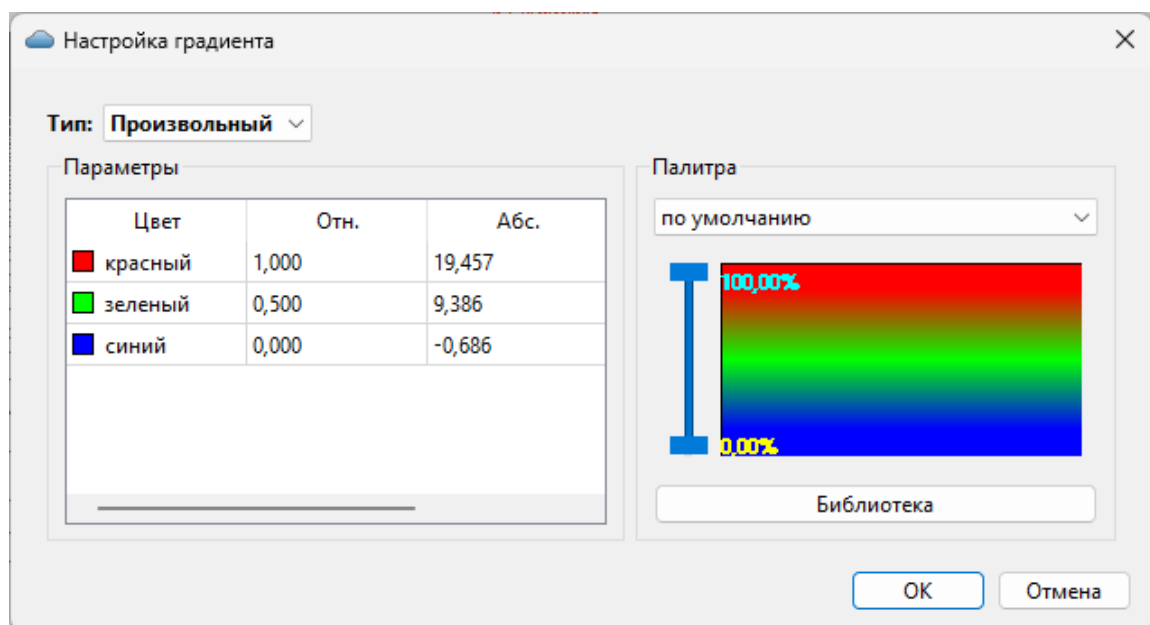 Настройка градиента
Тип: Произвольный
Параметры
Цвет Отн. Абс.
красный 1,000 19,457
зеленый 0,500 9,386
синий 0,000 -0,686
Палитра
по умолчанию
100,00%
0,00%
Библиотека
ОК Отмена